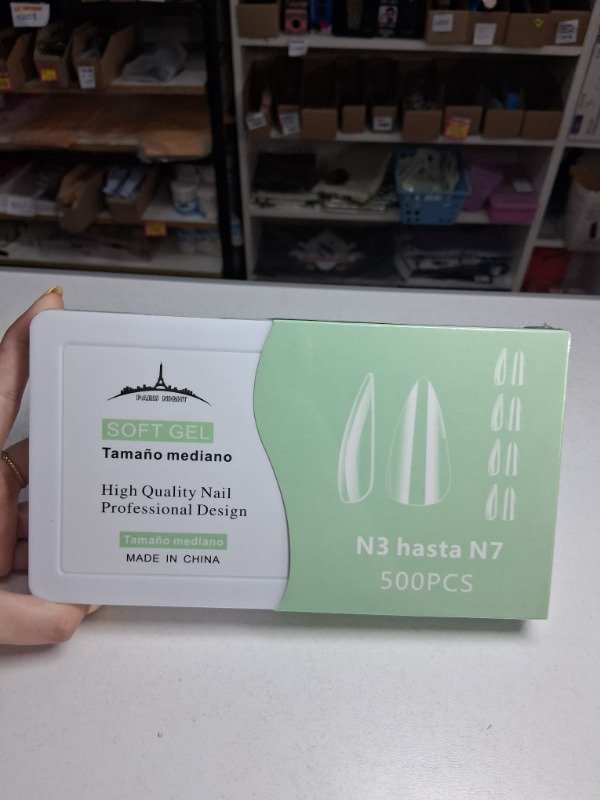 PARIS NIGHT
SOFT GEL
Tamaño mediano
High Quality Nail
Professional Design
Tamaño mediano
MADE IN CHINA
N3 hasta N7
500PCS